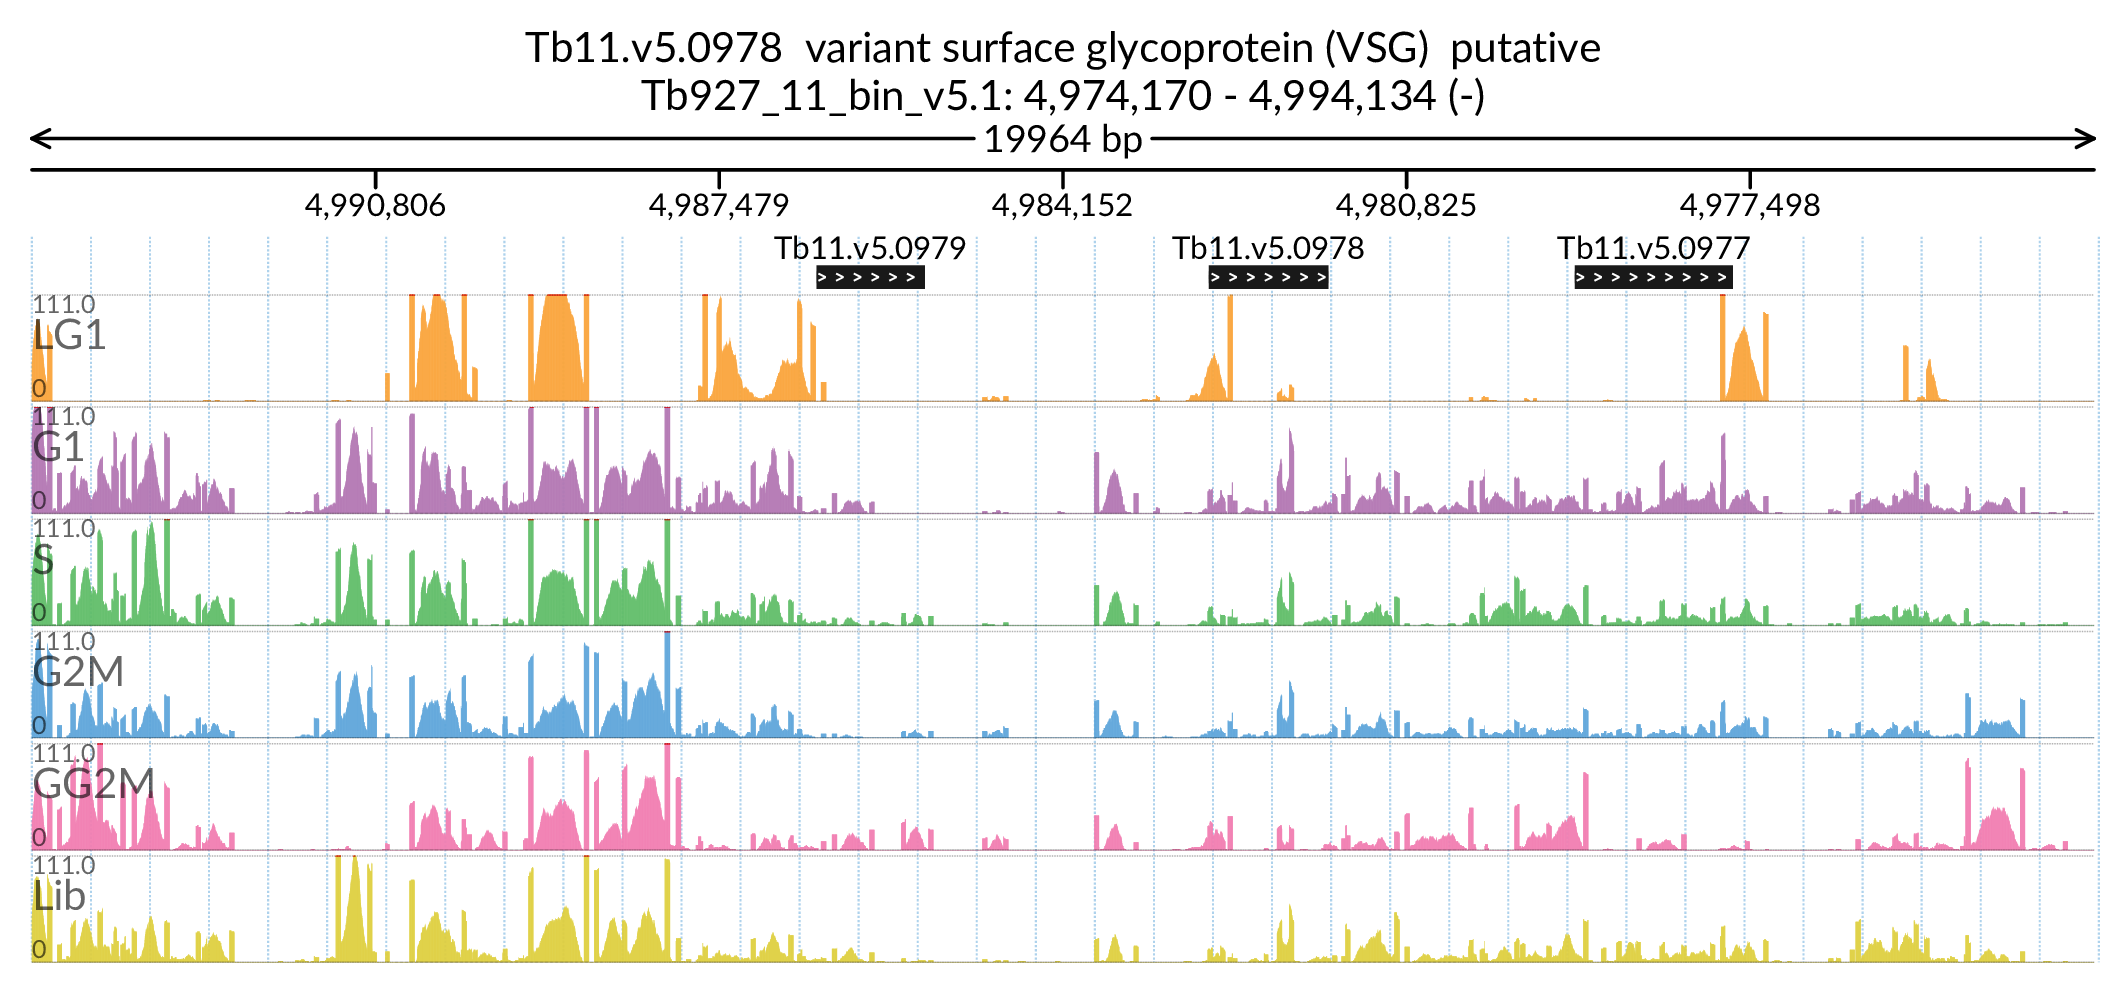 Tb11.v5.0978 variant surface glycoprotein (VSG) putative
Tb927_11_bin_v5.1: 4,974,170 - 4,994,134 (-)
19964 bp
4,990,806 4,987,479 4,984,152 4,980,825 4,977,498
Tb11.v5.0979 Tb11.v5.0978 Tb11.v5.0977
111.0
LG1
0
111.0
G1
0
111.0
S
0
111.0
G2M
0
111.0
GG2M
0
111.0
Lib
0